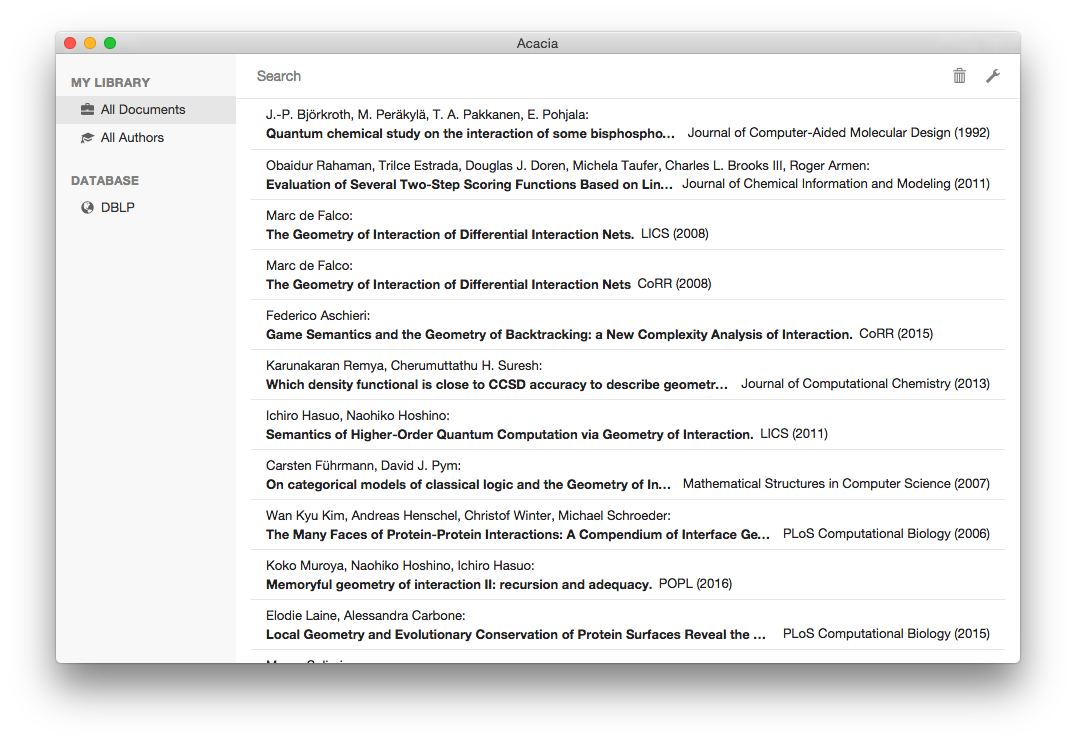 Acacia
MY LIBRARY
All Documents
All Authors
DATABASE
DBLP
Search
J.-P. Björkroth, M. Peräkylä, T. A. Pakkanen, E. Pohjala:
Quantum chemical study on the interaction of some bisphospho... Journal of Computer-Aided Molecular Design (1992)
Obaidur Rahaman, Trilce Estrada, Douglas J. Doren, Michela Taufer, Charles L. Brooks III, Roger Armen:
Evaluation of Several Two-Step Scoring Functions Based on Lin... Journal of Chemical Information and Modeling (2011)
Marc de Falco:
The Geometry of Interaction of Differential Interaction Nets. LICS (2008)
Marc de Falco:
The Geometry of Interaction of Differential Interaction Nets CoRR (2008)
Federico Aschieri:
Game Semantics and the Geometry of Backtracking: a New Complexity Analysis of Interaction. CoRR (2015)
Karunakaran Remya, Cherumuttathu H. Suresh:
Which density functional is close to CCSD accuracy to describe geometr... Journal of Computational Chemistry (2013)
Ichiro Hasuo, Naohiko Hoshino:
Semantics of Higher-Order Quantum Computation via Geometry of Interaction. LICS (2011)
Carsten Führmann, David J. Pym:
On categorical models of classical logic and the Geometry of In... Mathematical Structures in Computer Science (2007)
Wan Kyu Kim, Andreas Henschel, Christof Winter, Michael Schroeder:
The Many Faces of Protein-Protein Interactions: A Compendium of Interface Ge... PLoS Computational Biology (2006)
Koko Muroya, Naohiko Hoshino, Ichiro Hasuo:
Memoryful geometry of interaction II: recursion and adequacy. POPL (2016)
Elodie Laine, Alessandra Carbone:
Local Geometry and Evolutionary Conservation of Protein Surfaces Reveal the ... PLoS Computational Biology (2015)